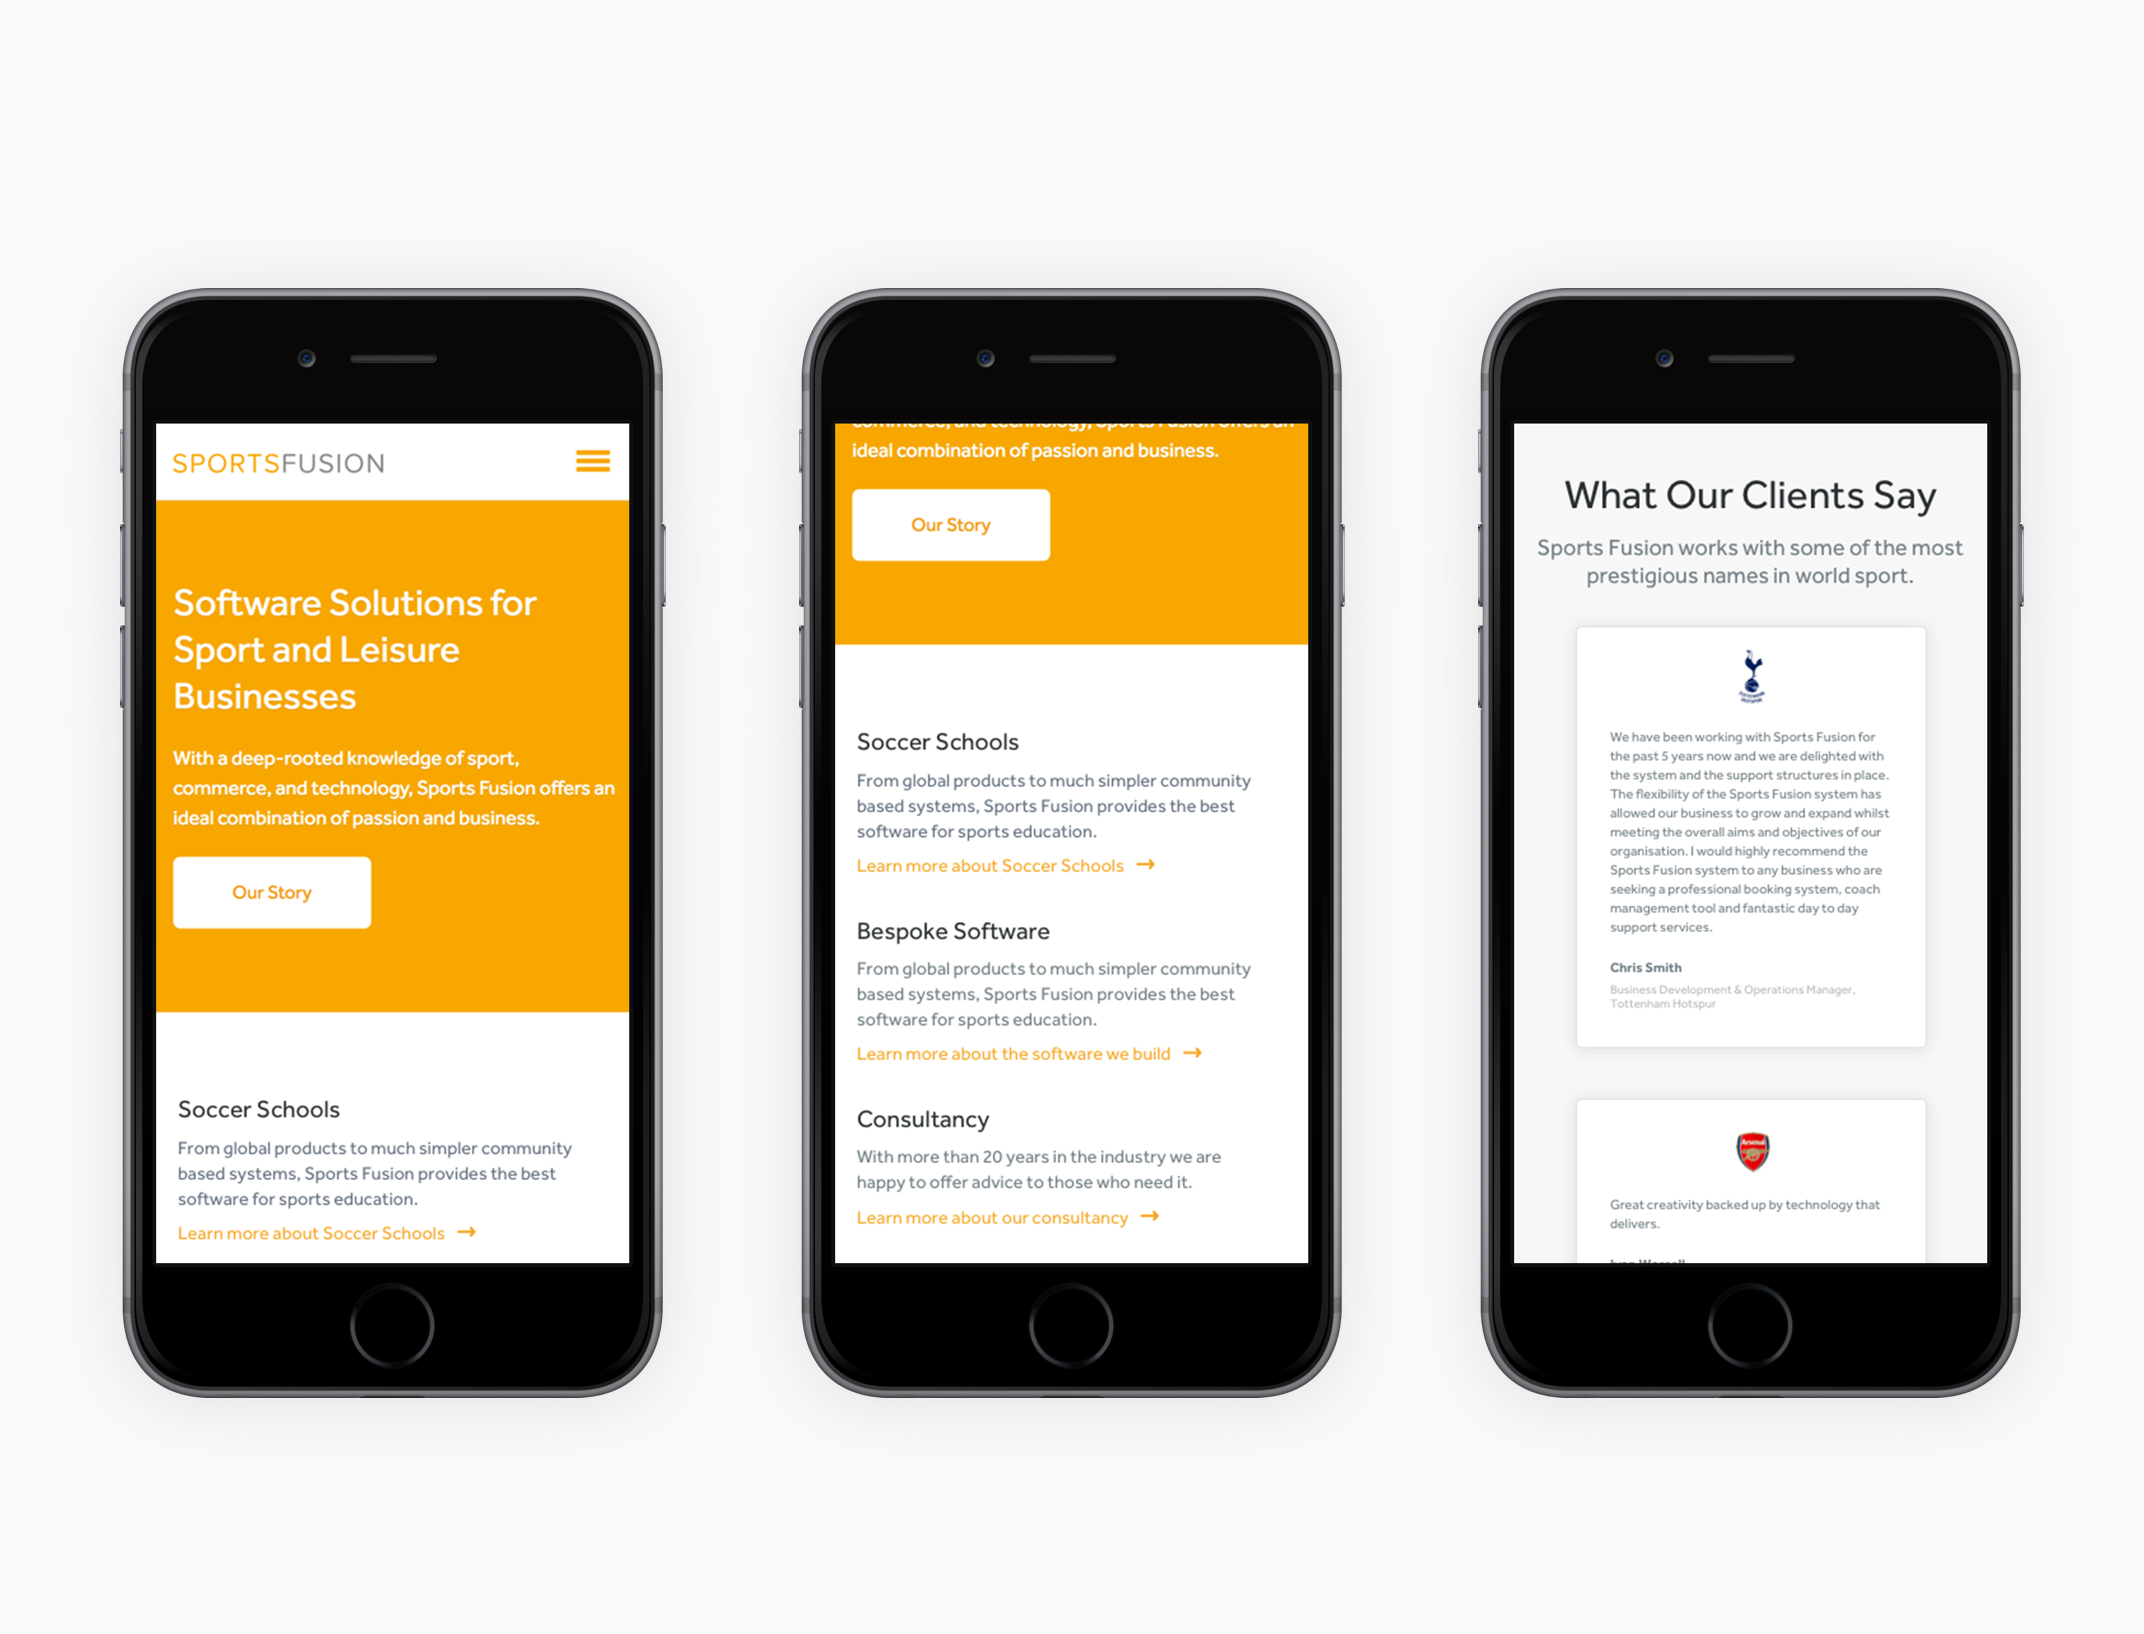 SPORTSFUSION
Software Solutions for
Sport and Leisure
Businesses
With a deep-rooted knowledge of sport,
commerce, and technology, Sports Fusion offers an
ideal combination of passion and business.
Our Story
Soccer Schools
From global products to much simpler community
based systems, Sports Fusion provides the best
software for sports education.
Learn more about Soccer Schools →
commerce, and technology, Sports Fusion offers an
ideal combination of passion and business.
Our Story
Soccer Schools
From global products to much simpler community
based systems, Sports Fusion provides the best
software for sports education.
Learn more about Soccer Schools →
Bespoke Software
From global products to much simpler community
based systems, Sports Fusion provides the best
software for sports education.
Learn more about the software we build →
Consultancy
With more than 20 years in the industry we are
happy to offer advice to those who need it.
Learn more about our consultancy →
What Our Clients Say
Sports Fusion works with some of the most
prestigious names in world sport.
TOTTENHAM
HOTSPUR
We have been working with Sports Fusion for
the past 5 years now and we are delighted with
the system and the support structures in place.
The flexibility of the Sports Fusion system has
allowed our business to grow and expand whilst
meeting the overall aims and objectives of our
organisation. I would highly recommend the
Sports Fusion system to any business who are
seeking a professional booking system, coach
management tool and fantastic day to day
support services.
Chris Smith
Business Development & Operations Manager,
Tottenham Hotspur
Arsenal
Great creativity backed up by technology that
delivers.